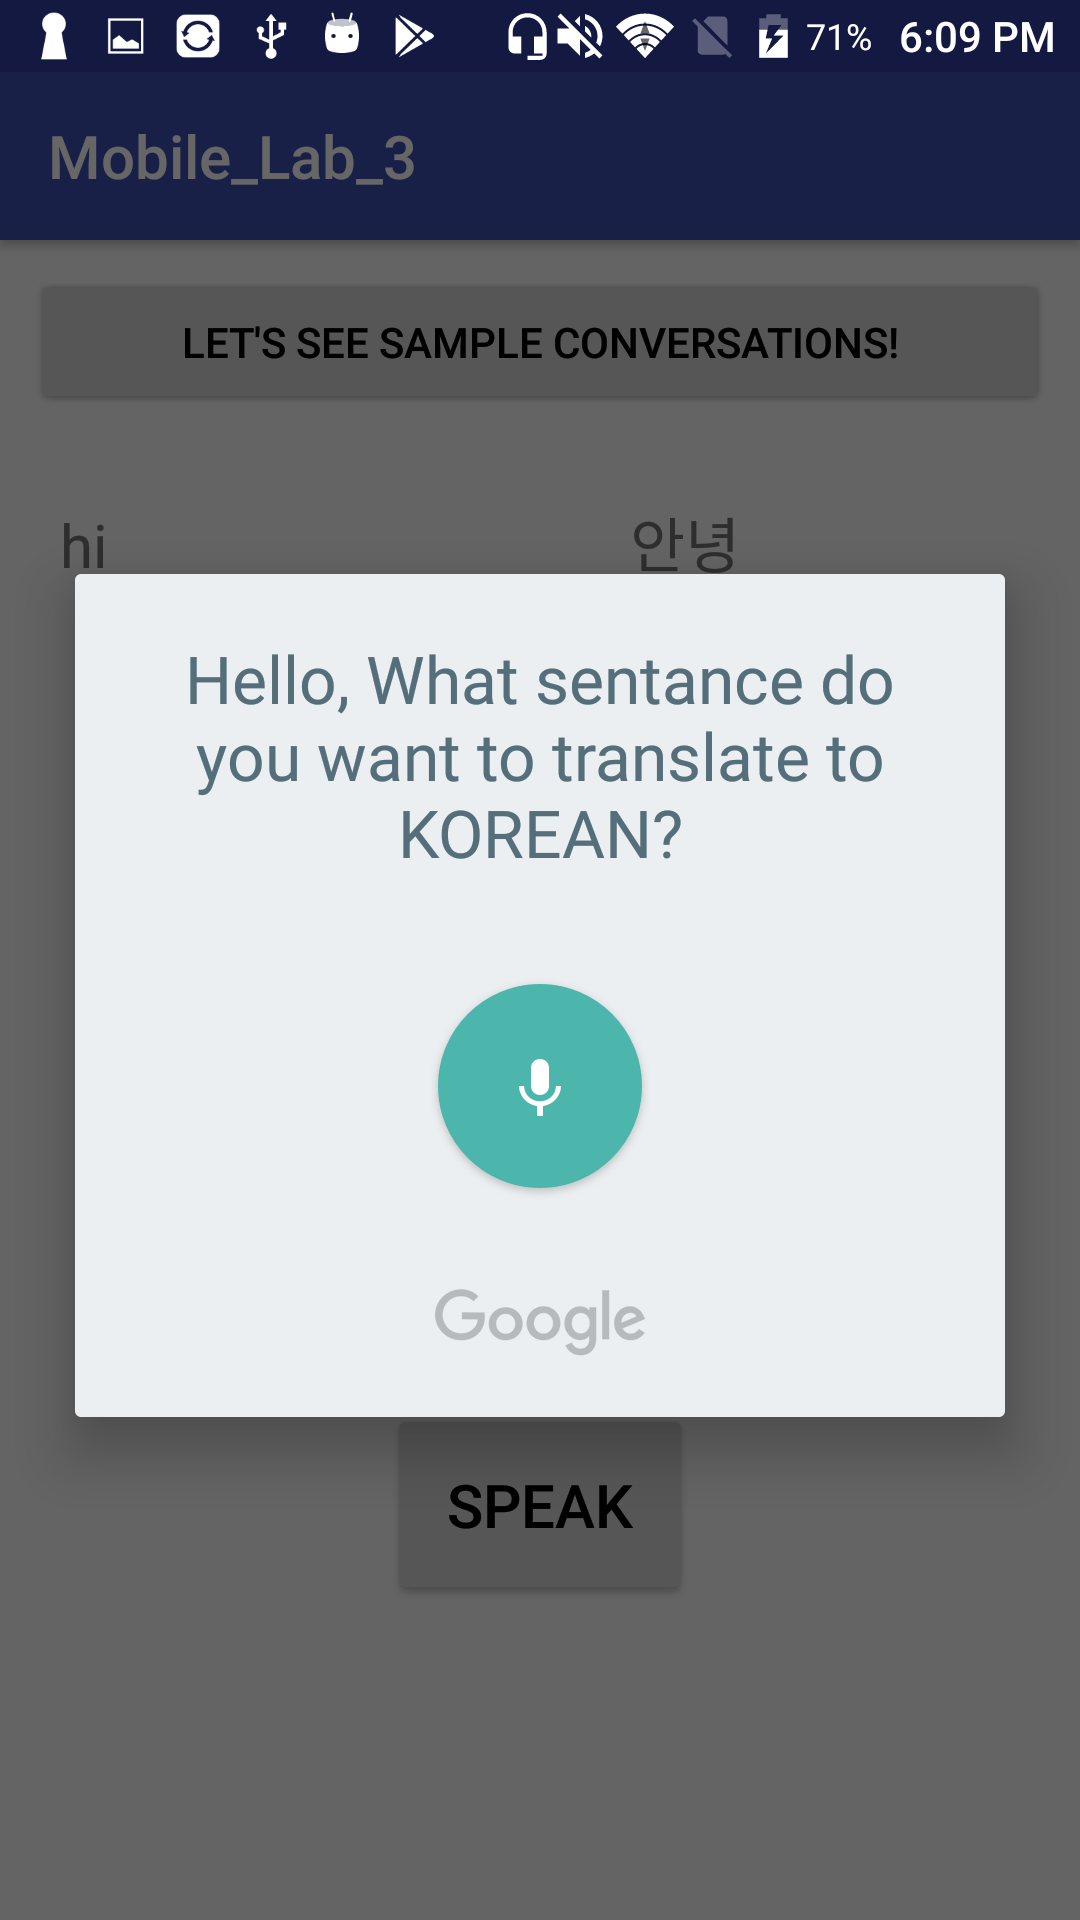 71% 6:09 PM
Mobile_Lab_3
LET'S SEE SAMPLE CONVERSATIONS!
hi 안녕
Hello, What sentance do
you want to translate to
KOREAN?
Google
SPEAK